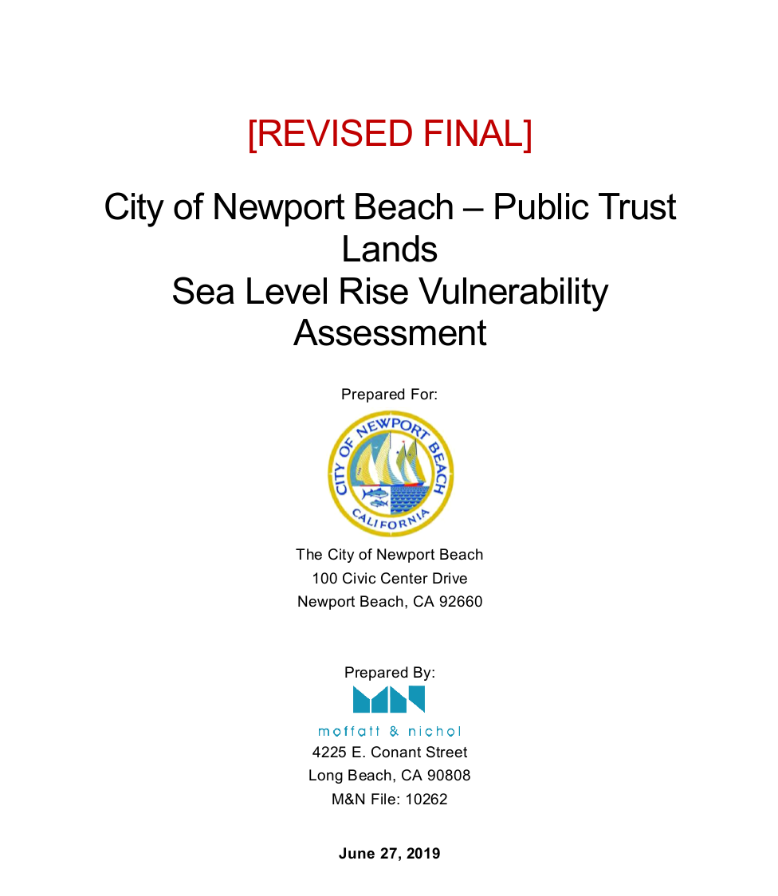 [REVISED FINAL]
City of Newport Beach – Public Trust
Lands
Sea Level Rise Vulnerability
Assessment
Prepared For:
CITY OF NEWPORT BEACH
CALIFORNIA
The City of Newport Beach
100 Civic Center Drive
Newport Beach, CA 92660
Prepared By:
moffatt & nichol
4225 E. Conant Street
Long Beach, CA 90808
M&N File: 10262
June 27, 2019